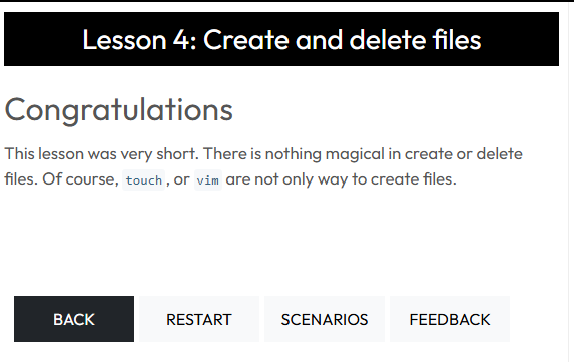 Lesson 4: Create and delete files
Congratulations
This lesson was very short. There is nothing magical in create or delete
files. Of course, touch, or vim are not only way to create files.
BACK RESTART SCENARIOS FEEDBACK